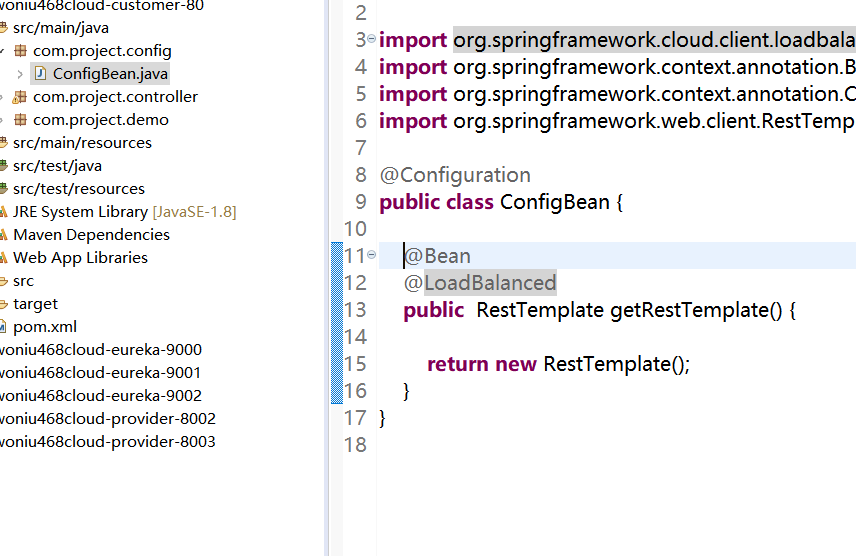 woniu468cloud-customer-80
src/main/java
com.project.config
ConfigBean.java
com.project.controller
com.project.demo
src/main/resources
src/test/java
src/test/resources
JRE System Library [JavaSE-1.8]
Maven Dependencies
Web App Libraries
src
target
pom.xml
woniu468cloud-eureka-9000
woniu468cloud-eureka-9001
woniu468cloud-eureka-9002
woniu468cloud-provider-8002
woniu468cloud-provider-8003
2
3 import org.springframework.cloud.client.loadbala
4 import org.springframework.context.annotation.B
5 import org.springframework.context.annotation.C
6 import org.springframework.web.client.RestTemp
7
8 @Configuration
9 public class ConfigBean {
10
11 @Bean
12 @LoadBalanced
13 public  RestTemplate getRestTemplate() {
14
15 return new RestTemplate();
16 }
17 }
18